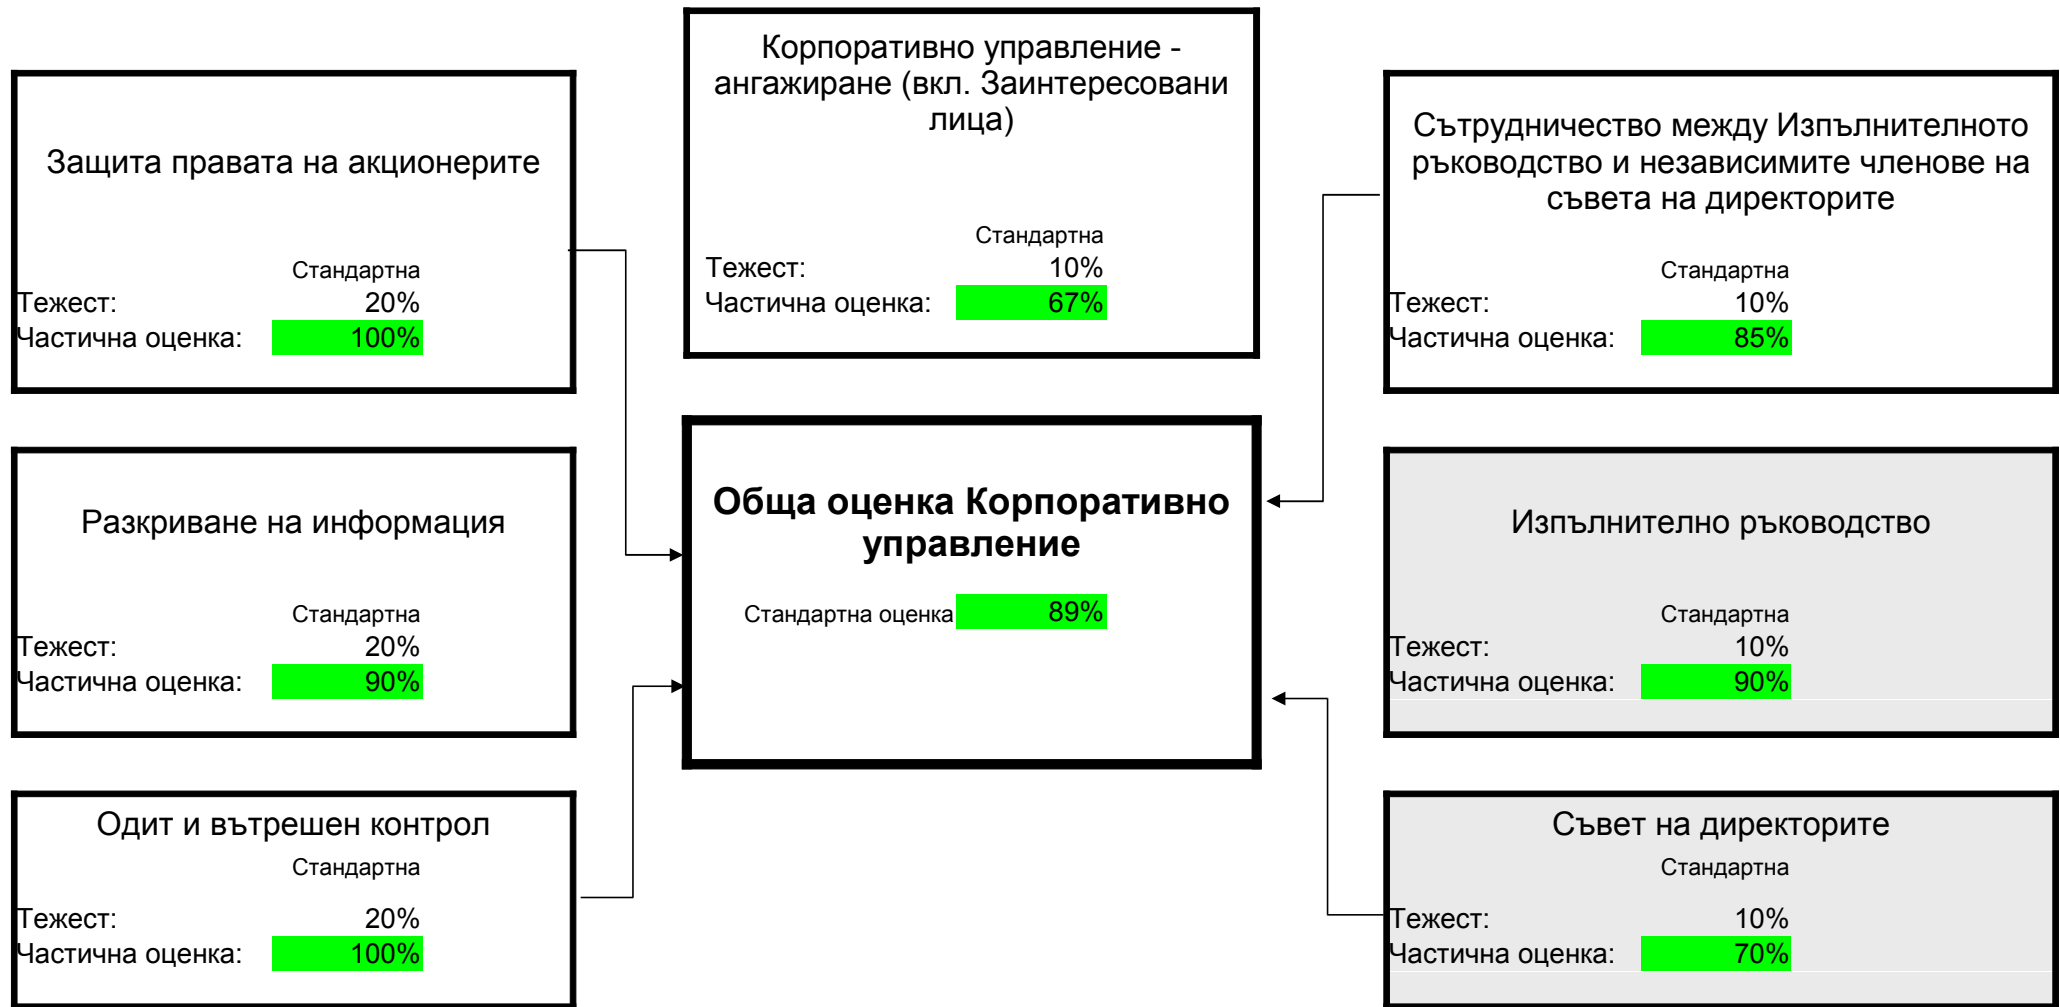 Корпоративно управление -
ангажиране (вкл. Заинтересовани
лица)
Стандартна
Тежест: 10%
Частична оценка: 67%
Защита правата на акционерите
Стандартна
Тежест: 20%
Частична оценка: 100%
Сътрудничество между Изпълнителното
ръководство и независимите членове на
съвета на директорите
Стандартна
Тежест: 10%
Частична оценка: 85%
Разкриване на информация
Стандартна
Тежест: 20%
Частична оценка: 90%
Обща оценка Корпоративно
управление
Стандартна оценка 89%
Изпълнително ръководство
Стандартна
Тежест: 10%
Частична оценка: 90%
Одит и вътрешен контрол
Стандартна
Тежест: 20%
Частична оценка: 100%
Съвет на директорите
Стандартна
Тежест: 10%
Частична оценка: 70%